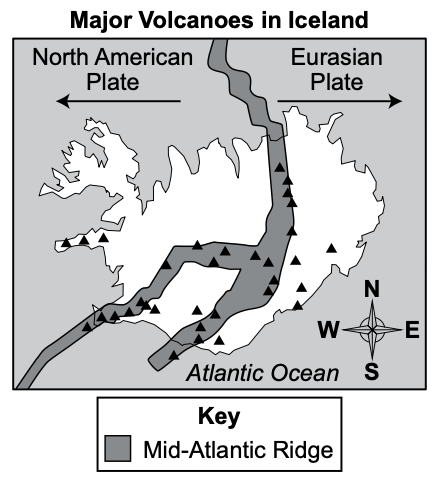 Major Volcanoes in Iceland
North American
Plate
Eurasian
Plate
N
W
E
S
Atlantic Ocean
Key
Mid-Atlantic Ridge